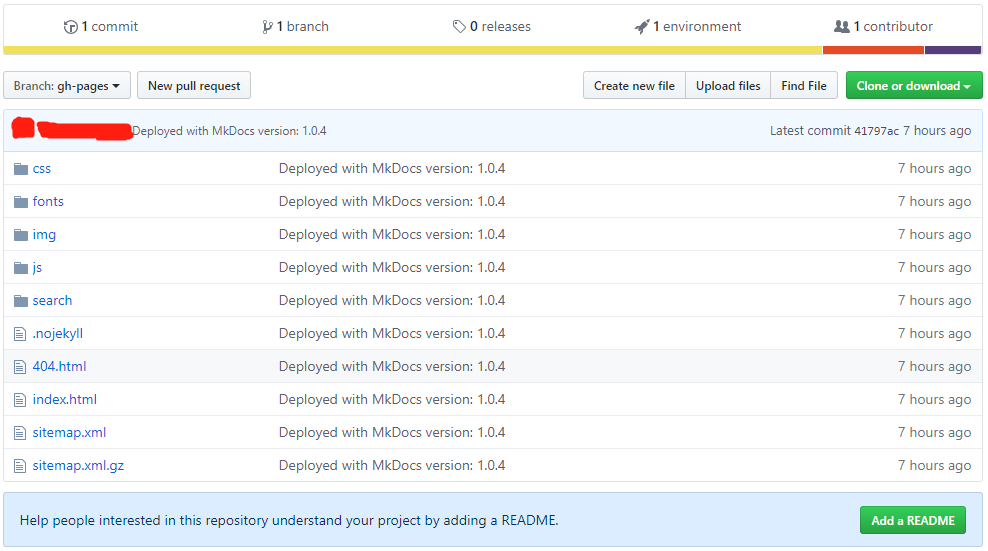 1 commit 1 branch 0 releases 1 environment 1 contributor
Branch: gh-pages New pull request Create new file Upload files Find File Clone or download
Deployed with MkDocs version: 1.0.4 Latest commit 41797ac 7 hours ago
css Deployed with MkDocs version: 1.0.4 7 hours ago
fonts Deployed with MkDocs version: 1.0.4 7 hours ago
img Deployed with MkDocs version: 1.0.4 7 hours ago
js Deployed with MkDocs version: 1.0.4 7 hours ago
search Deployed with MkDocs version: 1.0.4 7 hours ago
.nojekyll Deployed with MkDocs version: 1.0.4 7 hours ago
404.html Deployed with MkDocs version: 1.0.4 7 hours ago
index.html Deployed with MkDocs version: 1.0.4 7 hours ago
sitemap.xml Deployed with MkDocs version: 1.0.4 7 hours ago
sitemap.xml.gz Deployed with MkDocs version: 1.0.4 7 hours ago
Help people interested in this repository understand your project by adding a README. Add a README